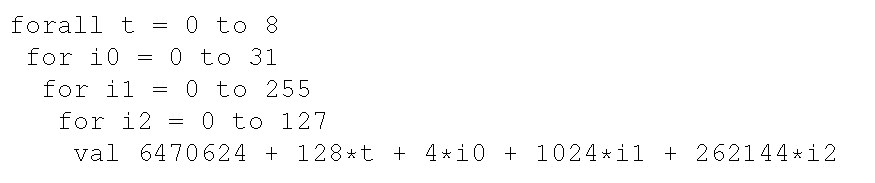 forall t = 0 to 8
for i0 = 0 to 31
for i1 = 0 to 255
for i2 = 0 to 127
val 6470624 + 128*t + 4*i0 + 1024*i1 + 262144*i2